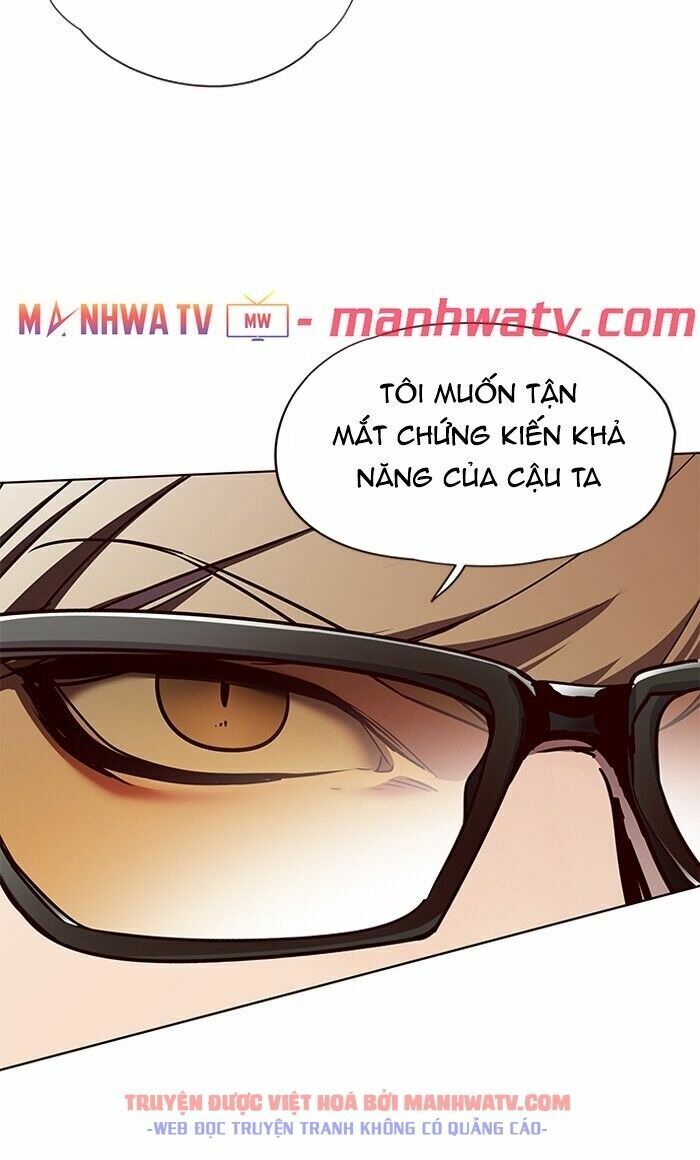 MANHWA TV MW - manhwatv.com
TÔI MUỐN TẬN
MẮT CHỨNG KIẾN KHẢ
NĂNG CỦA CẬU TA
TRUYỆN ĐƯỢC VIỆT HOÁ BỞI MANHWATV.COM
-WEB ĐỌC TRUYỆN TRANH KHÔNG CÓ QUẢNG CÁO-